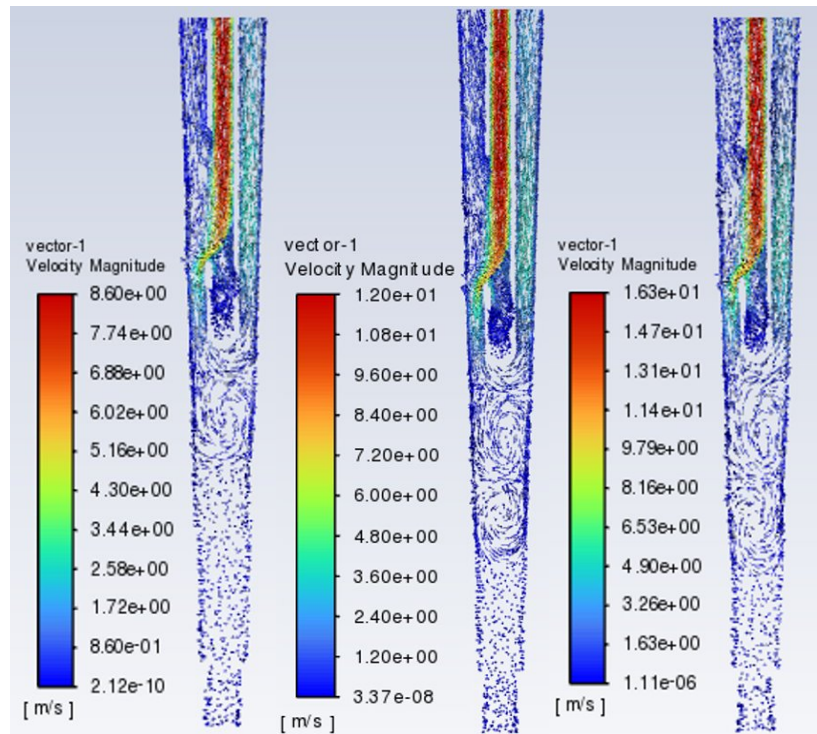 vector-1
Velocity Magnitude
8.60e+00
7.74e+00
6.88e+00
6.02e+00
5.16e+00
4.30e+00
3.44e+00
2.58e+00
1.72e+00
8.60e-01
2.12e-10
[ m/s ]
vector-1
Velocity Magnitude
1.20e+01
1.08e+01
9.60e+00
8.40e+00
7.20e+00
6.00e+00
4.80e+00
3.60e+00
2.40e+00
1.20e+00
3.37e-08
[ m/s ]
vector-1
Velocity Magnitude
1.63e+01
1.47e+01
1.31e+01
1.14e+01
9.79e+00
8.16e+00
6.53e+00
4.90e+00
3.26e+00
1.63e+00
1.11e-06
[ m/s ]